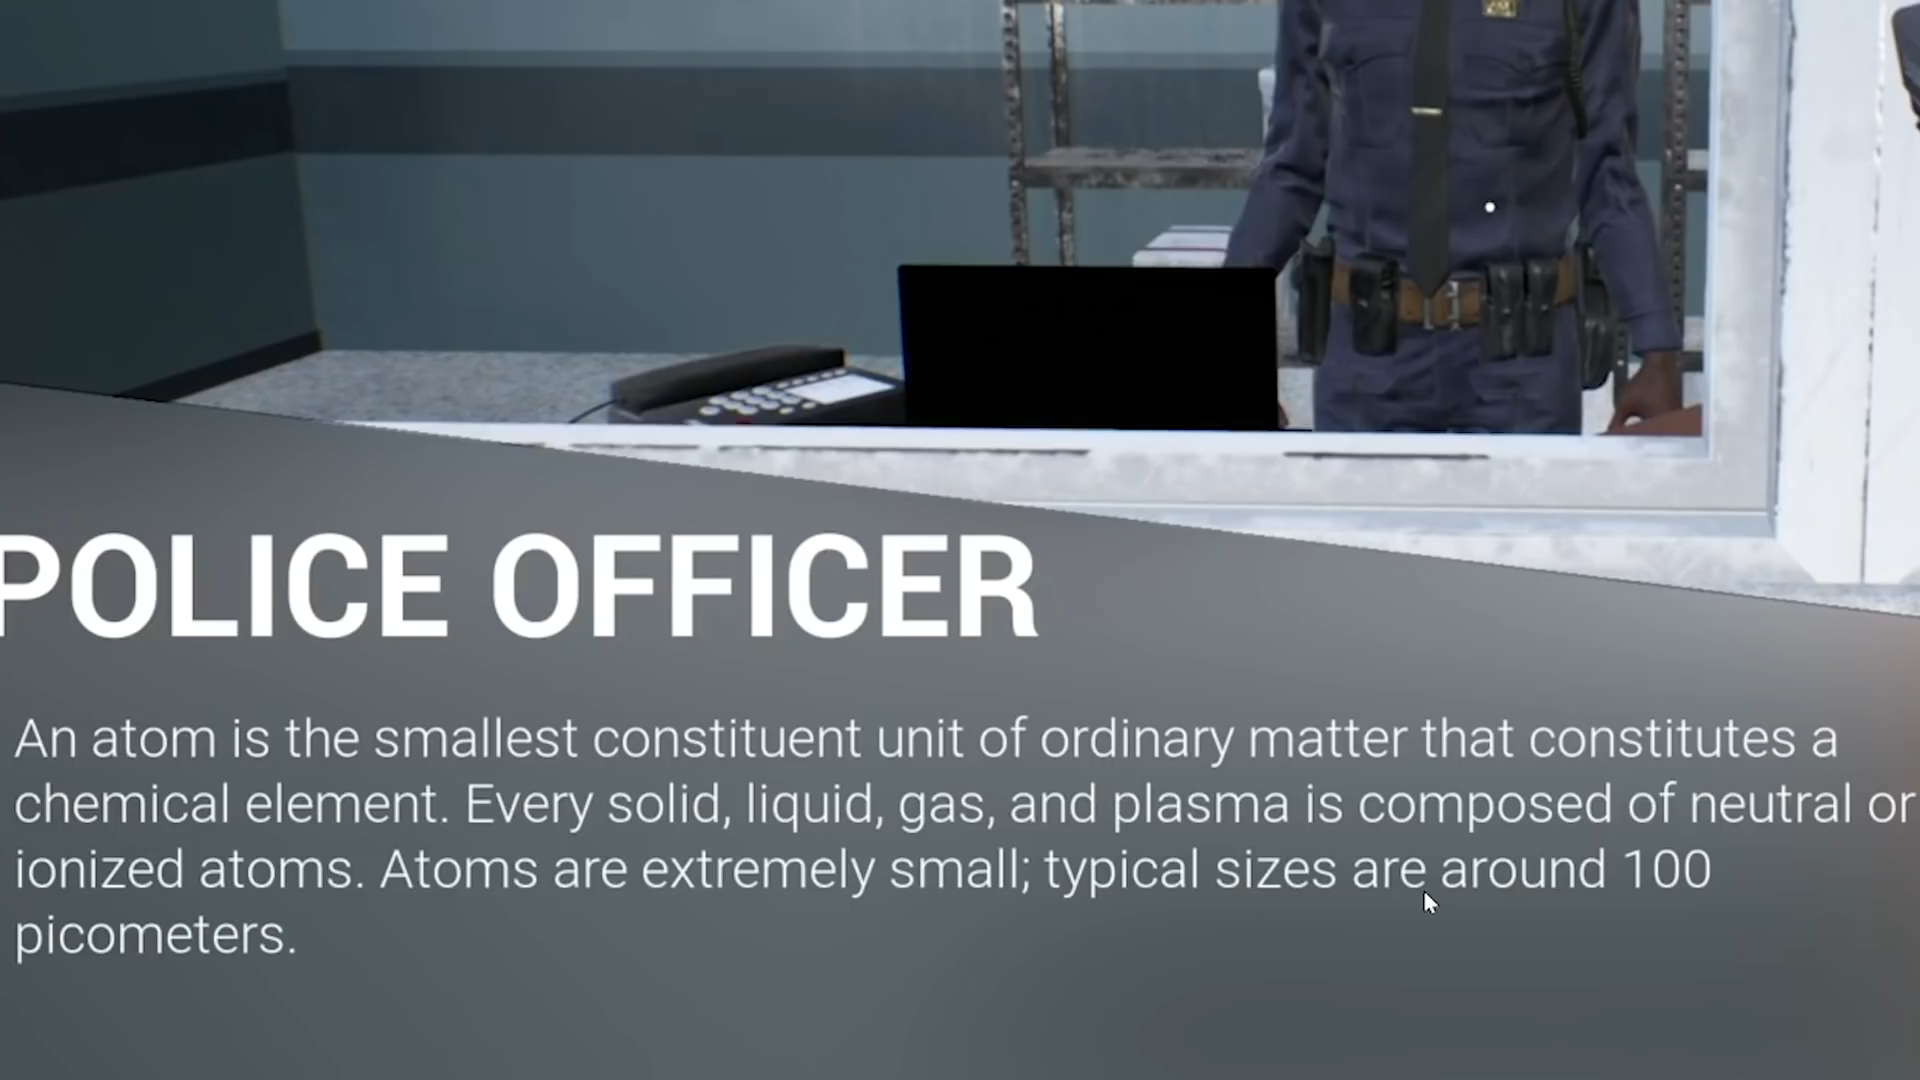 POLICE OFFICER
An atom is the smallest constituent unit of ordinary matter that constitutes a
chemical element. Every solid, liquid, gas, and plasma is composed of neutral or
ionized atoms. Atoms are extremely small; typical sizes are around 100
picometers.